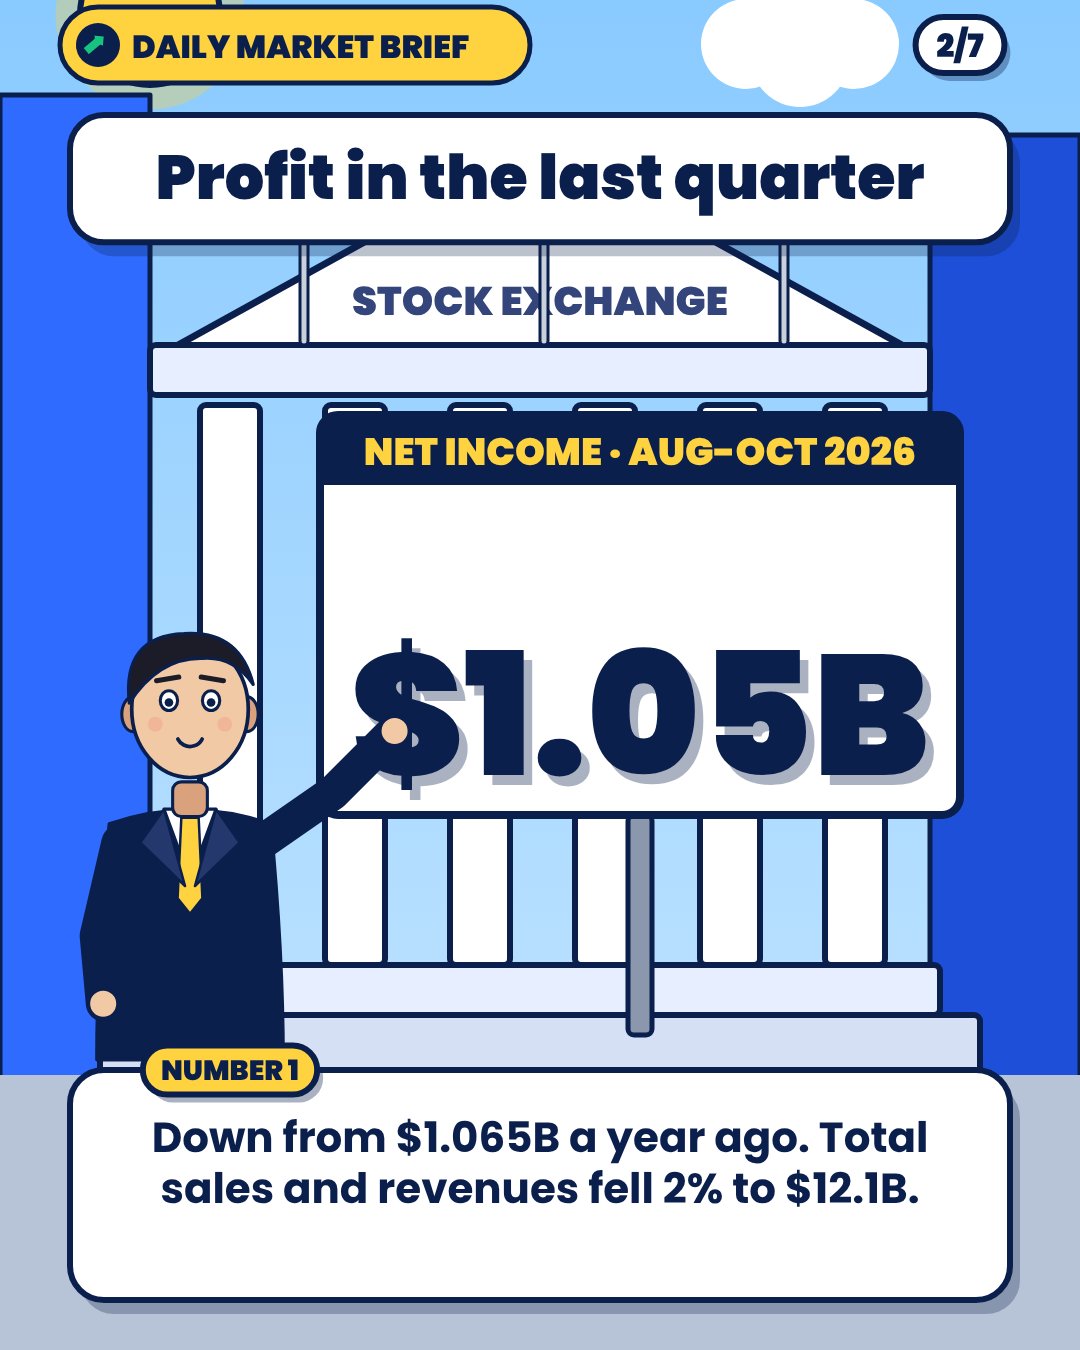 DAILY MARKET BRIEF
2/7
Profit in the last quarter
STOCK EXCHANGE
NET INCOME · AUG–OCT 2026
$1.05B
NUMBER 1
Down from $1.065B a year ago. Total
sales and revenues fell 2% to $12.1B.